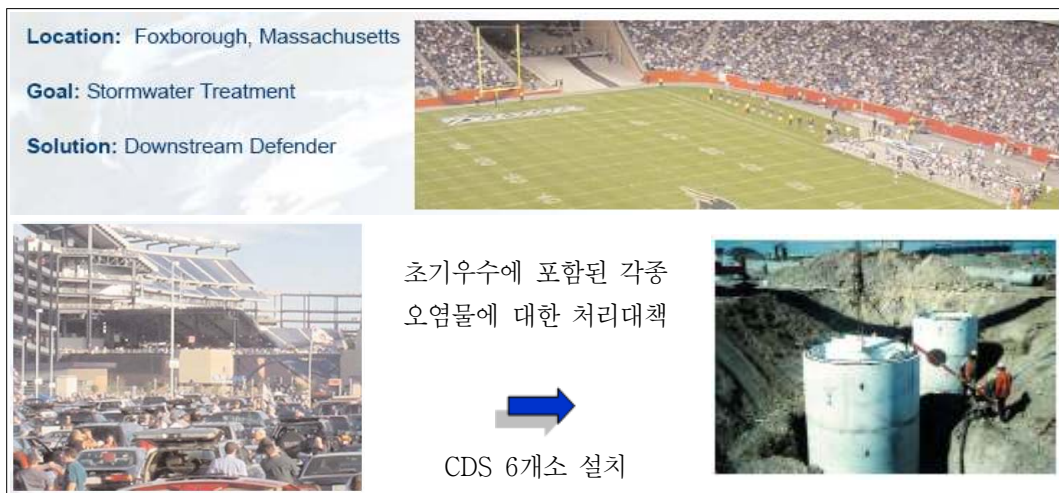 Location: Foxborough, Massachusetts
Goal: Stormwater Treatment
Solution: Downstream Defender
초기우수에 포함된 각종
오염물에 대한 처리대책
CDS 6개소 설치